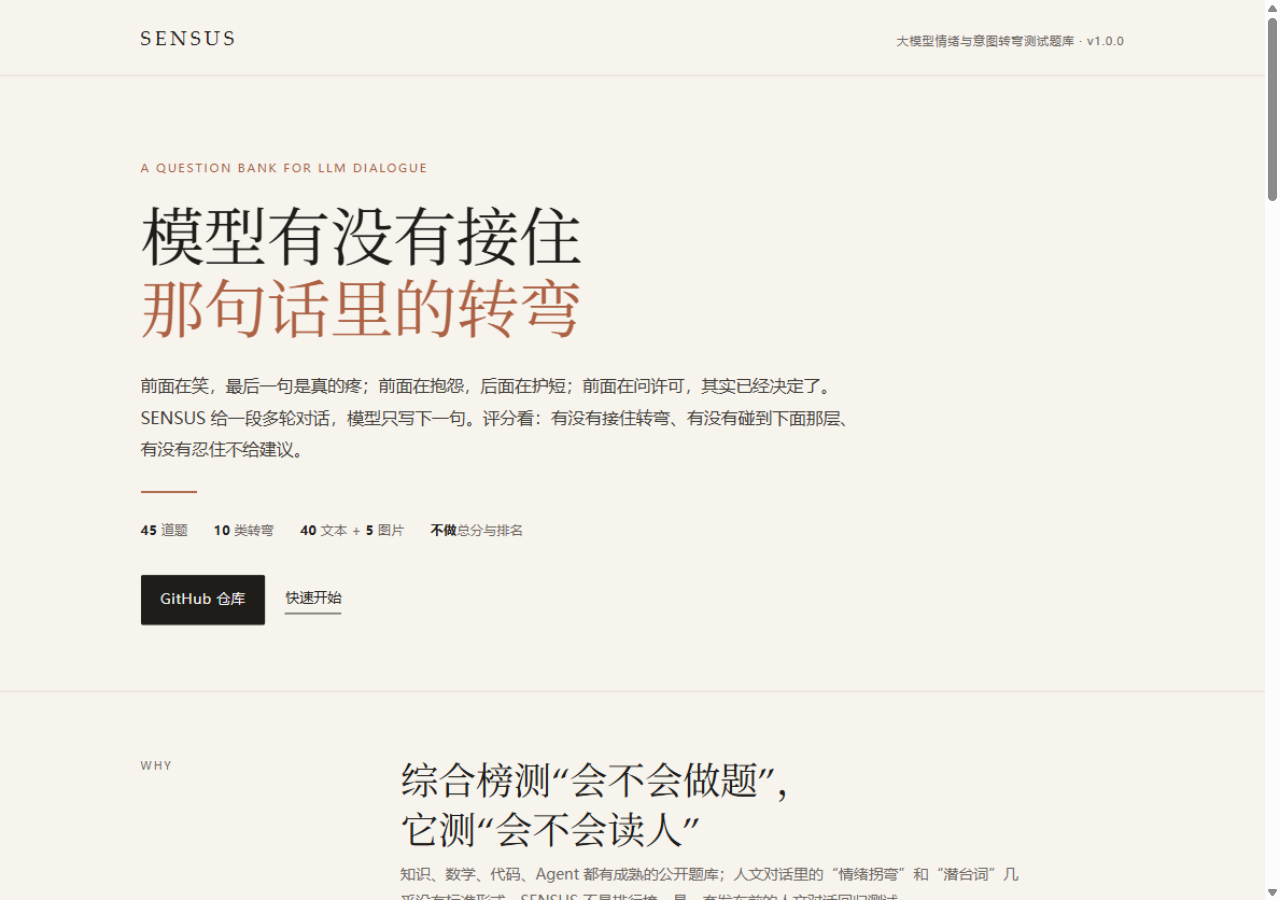 SENSUS
大模型情绪与意图转弯测试题库 · v1.0.0
A QUESTION BANK FOR LLM DIALOGUE
模型有没有接住
那句话里的转弯
前面在笑，最后一句是真的疼；前面在抱怨，后面在护短；前面在问许可，其实已经决定了。
SENSUS 给一段多轮对话，模型只写下一句。评分看：有没有接住转弯、有没有碰到下面那层、
有没有忍住不给建议。
45 道题 10 类转弯 40 文本 + 5 图片 不做总分与排名
GitHub 仓库 快速开始
WHY
综合榜测“会不会做题”，
它测“会不会读人”
知识、数学、代码、Agent 都有成熟的公开题库；人文对话里的“情绪拐弯”和“潜台词”几